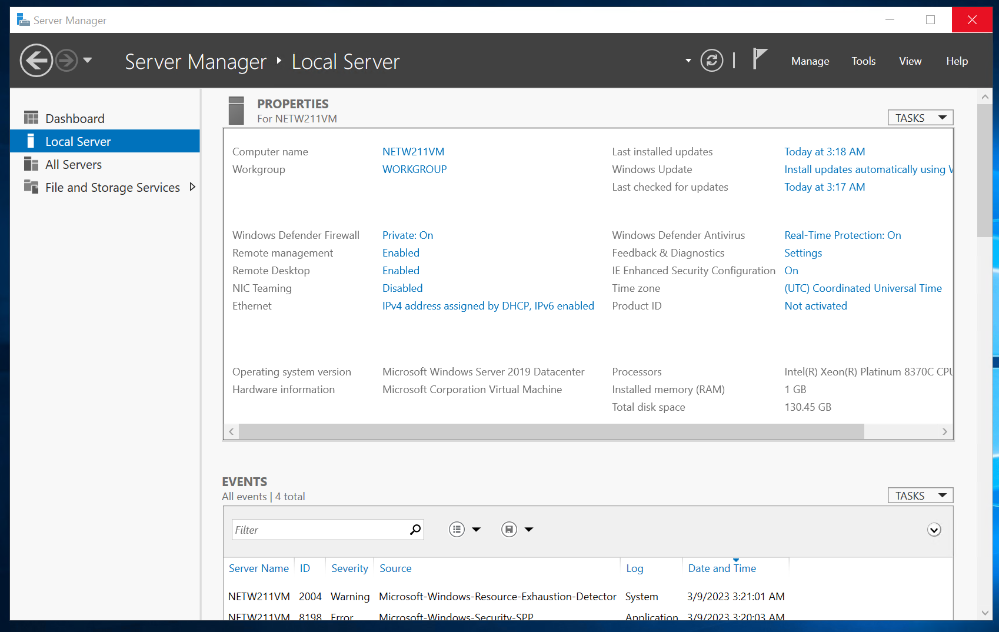 Server Manager
Server Manager ‣ Local Server
Manage Tools View Help
Dashboard
Local Server
All Servers
File and Storage Services
PROPERTIES
For NETW211VM
TASKS
Computer name NETW211VM Last installed updates Today at 3:18 AM
Workgroup WORKGROUP Windows Update Install updates automatically using
Last checked for updates Today at 3:17 AM
Windows Defender Firewall Private: On Windows Defender Antivirus Real-Time Protection: On
Remote management Enabled Feedback & Diagnostics Settings
Remote Desktop Enabled IE Enhanced Security Configuration On
NIC Teaming Disabled Time zone (UTC) Coordinated Universal Time
Ethernet IPv4 address assigned by DHCP, IPv6 enabled Product ID Not activated
Operating system version Microsoft Windows Server 2019 Datacenter Processors Intel(R) Xeon(R) Platinum 8370C CPU
Hardware information Microsoft Corporation Virtual Machine Installed memory (RAM) 1 GB
Total disk space 130.45 GB
EVENTS
All events | 4 total
TASKS
Filter
Server Name ID Severity Source Log Date and Time
NETW211VM 2004 Warning Microsoft-Windows-Resource-Exhaustion-Detector System 3/9/2023 3:21:01 AM
NETW211VM 8198 Error Microsoft-Windows-Security-SPP Application 3/9/2023 3:20:03 AM